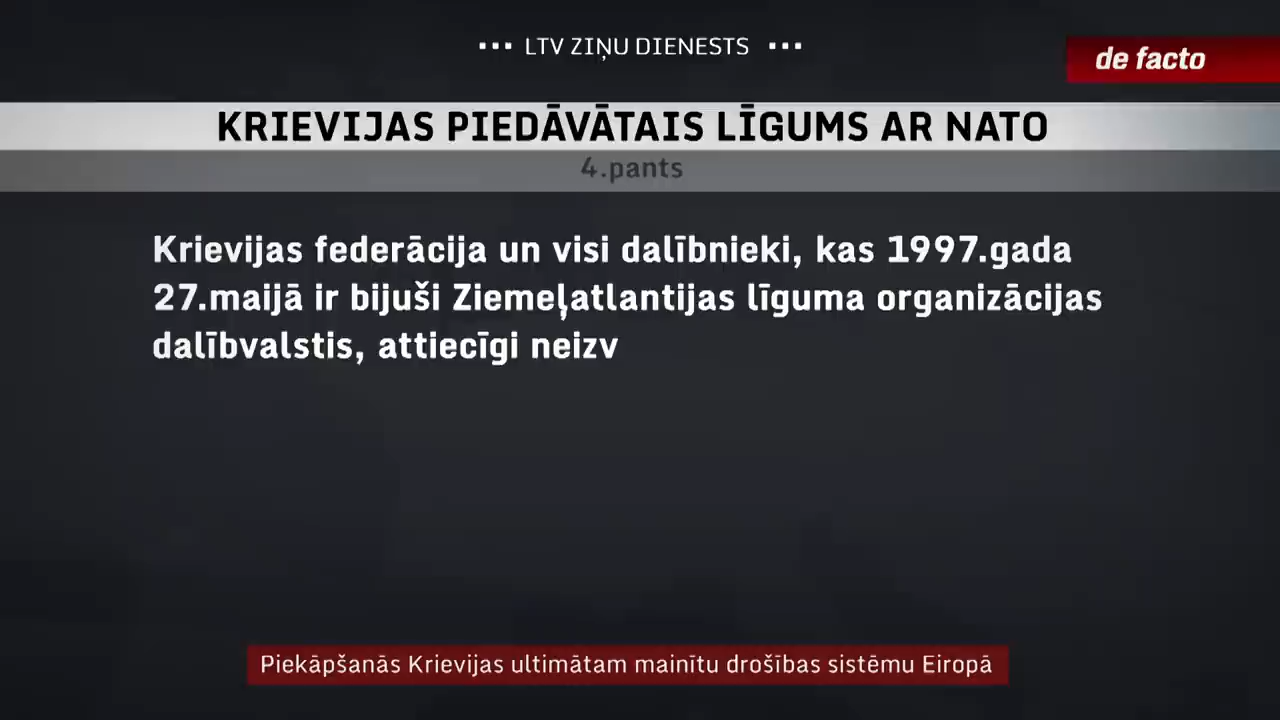 LTV ZIŅU DIENESTS
de facto
KRIEVIJAS PIEDĀVĀTAIS LĪGUMS AR NATO
4.pants
Krievijas federācija un visi dalībnieki, kas 1997.gada
27.maijā ir bijuši Ziemeļatlantijas līguma organizācijas
dalībvalstis, attiecīgi neizv
Piekāpšanās Krievijas ultimātam mainītu drošības sistēmu Eiropā